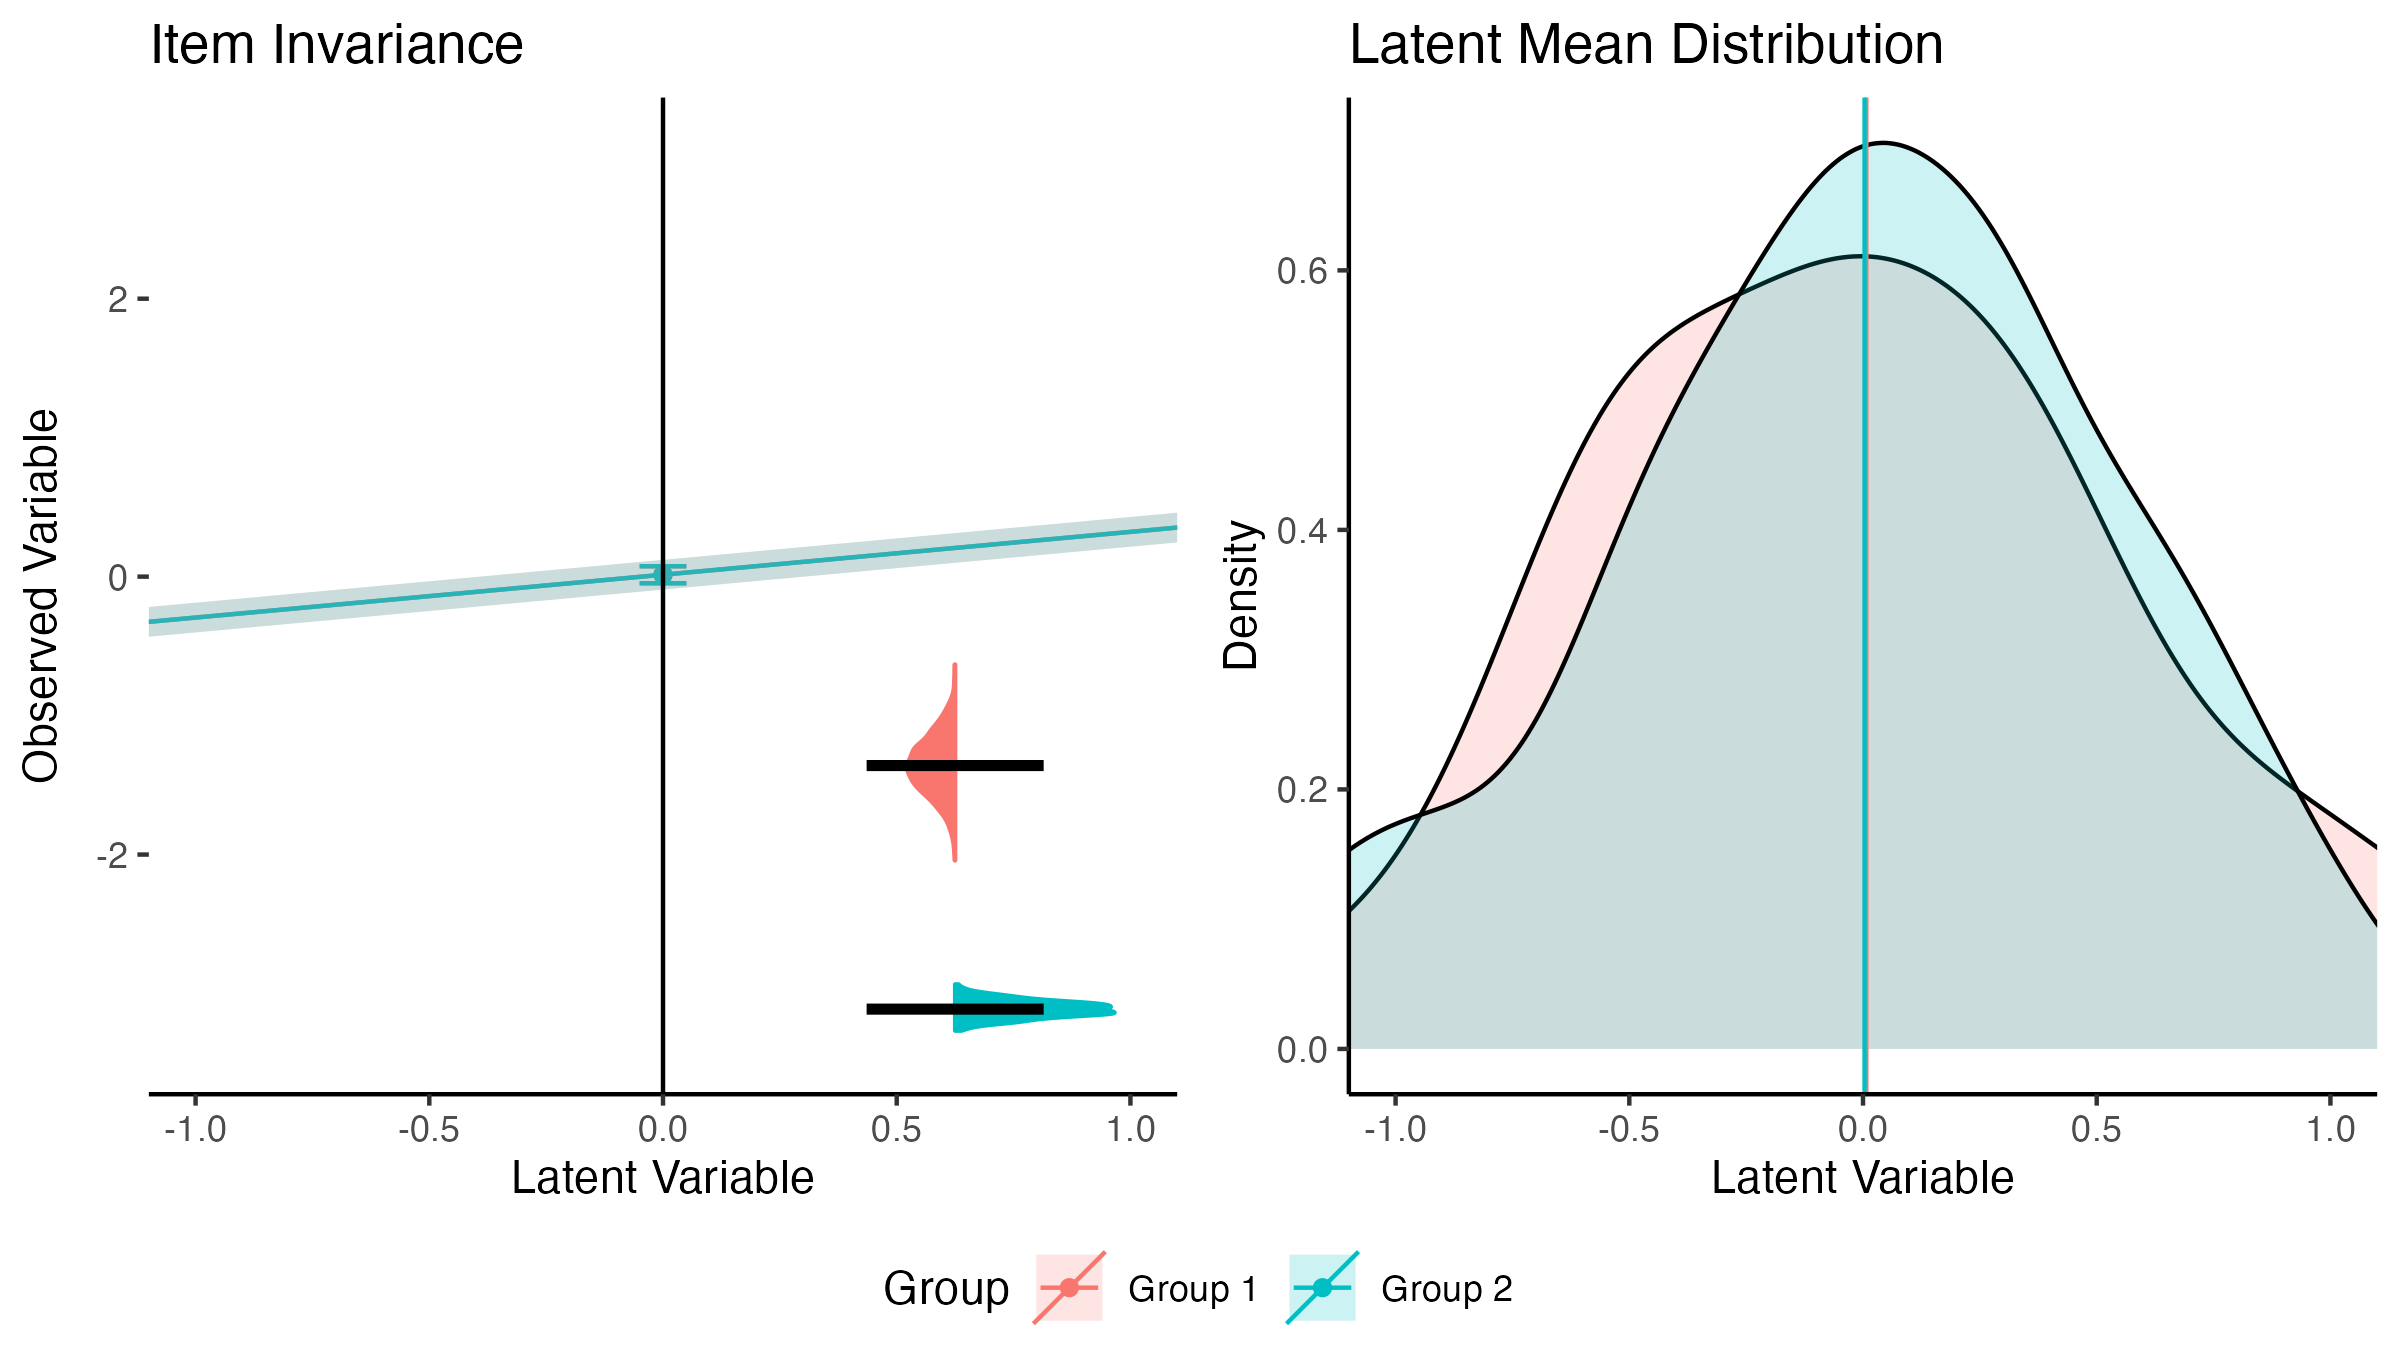 Item Invariance
Observed Variable
2
0
-2
-1.0 -0.5 0.0 0.5 1.0
Latent Variable
Latent Mean Distribution
Density
0.6
0.4
0.2
0.0
-1.0 -0.5 0.0 0.5 1.0
Latent Variable
Group Group 1 Group 2